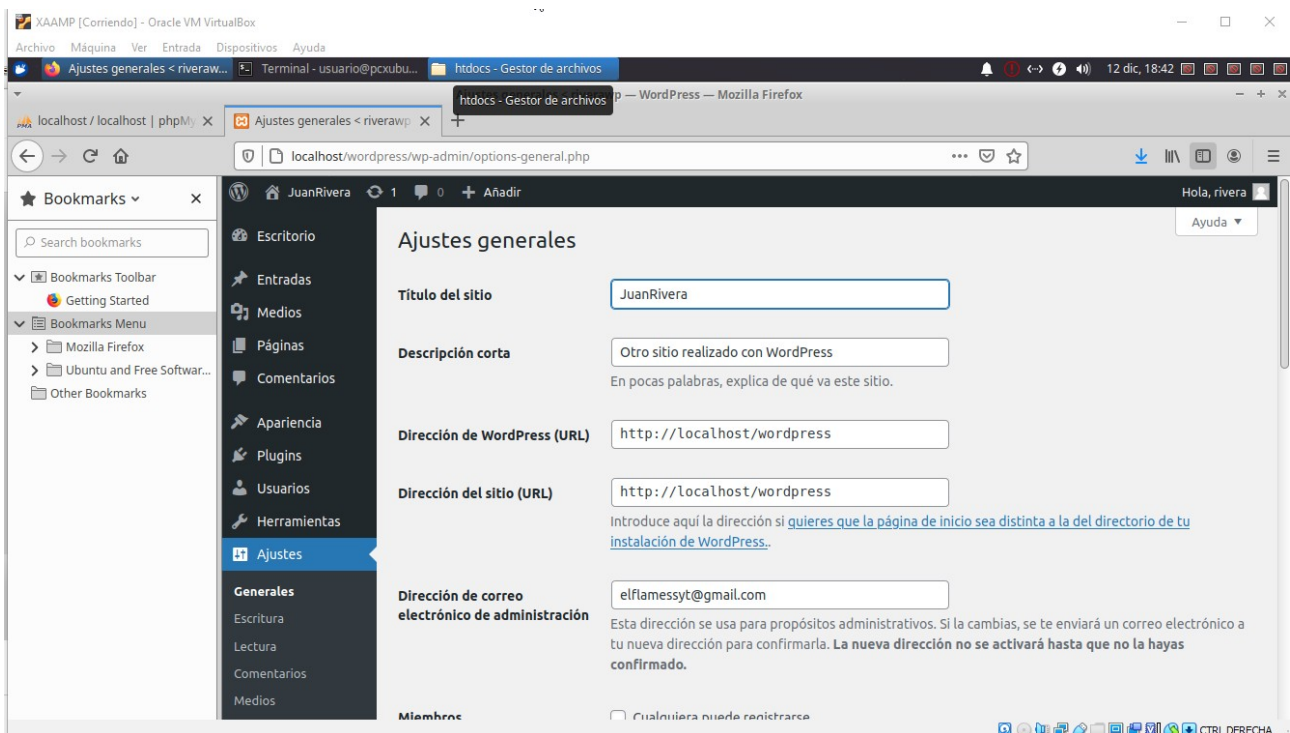 XAAMP [Corriendo] - Oracle VM VirtualBox
Archivo Máquina Ver Entrada Dispositivos Ayuda
Ajustes generales < riveraw... Terminal - usuario@pcxubu... htdocs - Gestor de archivos 12 dic, 18:42
— WordPress — Mozilla Firefox
htdocs - Gestor de archivos
localhost / localhost | phpMy Ajustes generales < riverawp
localhost/wordpress/wp-admin/options-general.php
Bookmarks
Search bookmarks
Bookmarks Toolbar
Getting Started
Bookmarks Menu
Mozilla Firefox
Ubuntu and Free Softwar...
Other Bookmarks
JuanRivera 1 0 Añadir Hola, rivera
Ayuda
Escritorio
Entradas
Medios
Páginas
Comentarios
Apariencia
Plugins
Usuarios
Herramientas
Ajustes
Generales
Escritura
Lectura
Comentarios
Medios
Ajustes generales
Título del sitio JuanRivera
Descripción corta Otro sitio realizado con WordPress
En pocas palabras, explica de qué va este sitio.
Dirección de WordPress (URL) http://localhost/wordpress
Dirección del sitio (URL) http://localhost/wordpress
Introduce aquí la dirección si quieres que la página de inicio sea distinta a la del directorio de tu
instalación de WordPress..
Dirección de correo
electrónico de administración
elflamessyt@gmail.com
Esta dirección se usa para propósitos administrativos. Si la cambias, se te enviará un correo electrónico a
tu nueva dirección para confirmarla. La nueva dirección no se activará hasta que no la hayas
confirmado.
Miembros Cualquiera puede registrarse
CTRL DERECHA